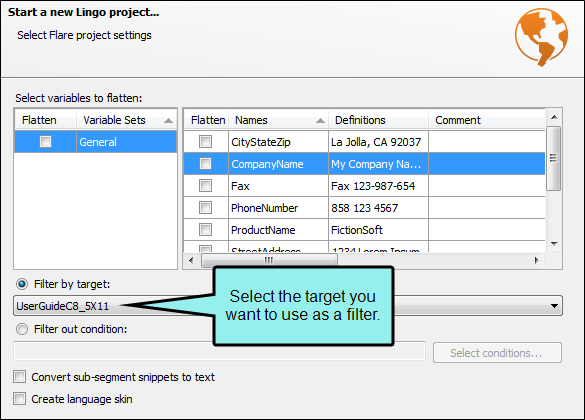 Start a new Lingo project...
Select Flare project settings
Select variables to flatten:
Flatten Variable Sets
General
Flatten Names Definitions Comment
CityStateZip La Jolla, CA 92037
CompanyName My Company Na...
Fax Fax 123-987-654
PhoneNumber 858 123 4567
ProductName FictionSoft
StreetAddress 1234 Lorem Ipsum
Filter by target:
UserGuideC8_5X11
Select the target you
want to use as a filter.
Filter out condition:
Select conditions...
Convert sub-segment snippets to text
Create language skin